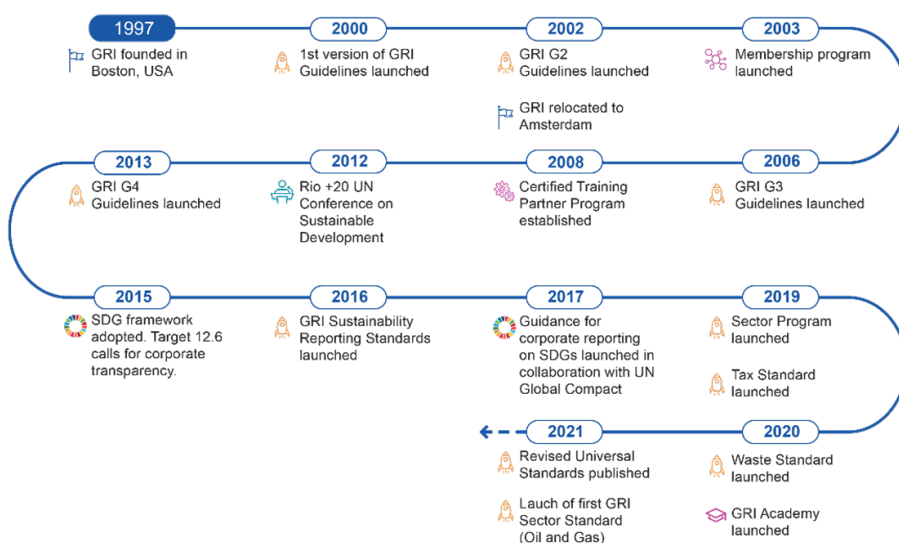 1997
GRI founded in
Boston, USA
2000
1st version of GRI
Guidelines launched
2002
GRI G2
Guidelines launched
GRI relocated to
Amsterdam
2003
Membership program
launched
2006
GRI G3
Guidelines launched
2008
Certified Training
Partner Program
established
2012
Rio +20 UN
Conference on
Sustainable
Development
2013
GRI G4
Guidelines launched
2015
SDG framework
adopted. Target 12.6
calls for corporate
transparency.
2016
GRI Sustainability
Reporting Standards
launched
2017
Guidance for
corporate reporting
on SDGs launched in
collaboration with UN
Global Compact
2019
Sector Program
launched
Tax Standard
launched
2020
Waste Standard
launched
GRI Academy
launched
2021
Revised Universal
Standards published
Lauch of first GRI
Sector Standard
(Oil and Gas)